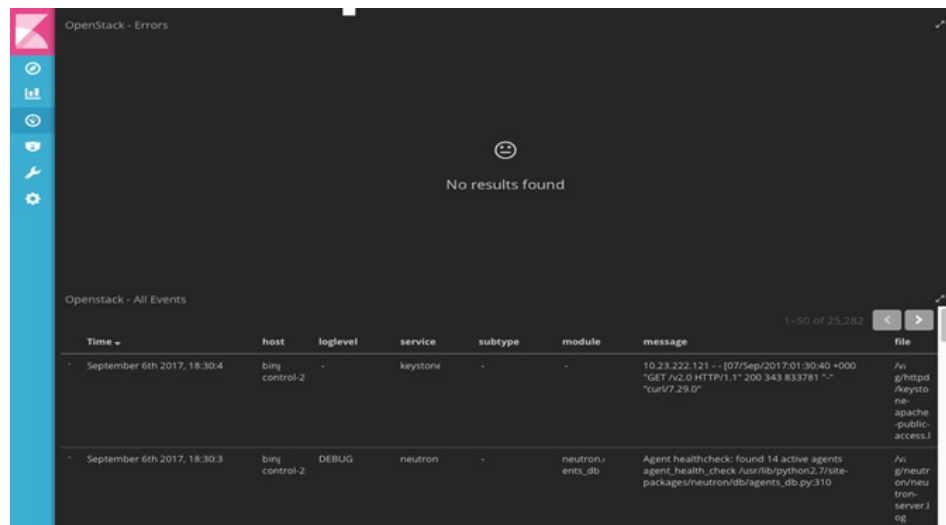 OpenStack - Errors
No results found
Openstack - All Events
1–50 of 25,282
Time host loglevel service subtype module message file
September 6th 2017, 18:30:4 - - - 10.23.222.121 - - [07/Sep/2017:01:30:40 +000
control-2 "GET /v2.0 HTTP/1.1" 200 343 833781 "-" g/httpd
"curl/7.29.0" /keysto
ne-
apache
-public-
access.l
September 6th 2017, 18:30:3 DEBUG neutron - Agent healthcheck: found 14 active agents
control-2 ents_db agent_health_check /usr/lib/python2.7/site- g/neutr
packages/neutron/db/agents_db.py:310 on/neu
tron-
server.l
og